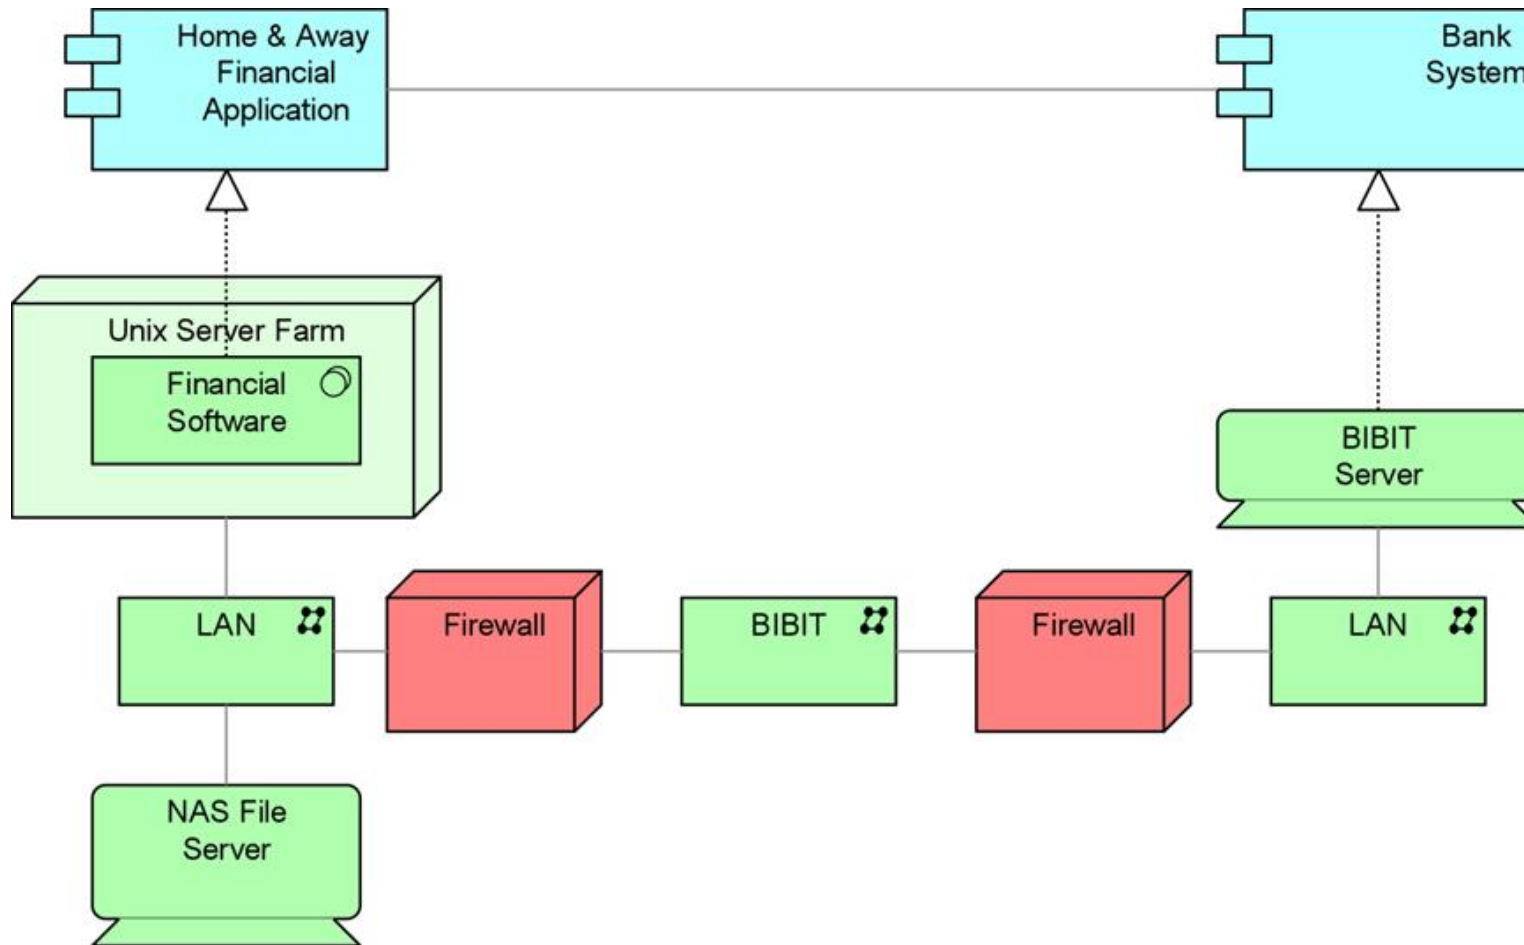 Home & Away
Financial
Application
Bank
System
Unix Server Farm
Financial
Software
BIBIT
Server
LAN
Firewall
BIBIT
Firewall
LAN
NAS File
Server